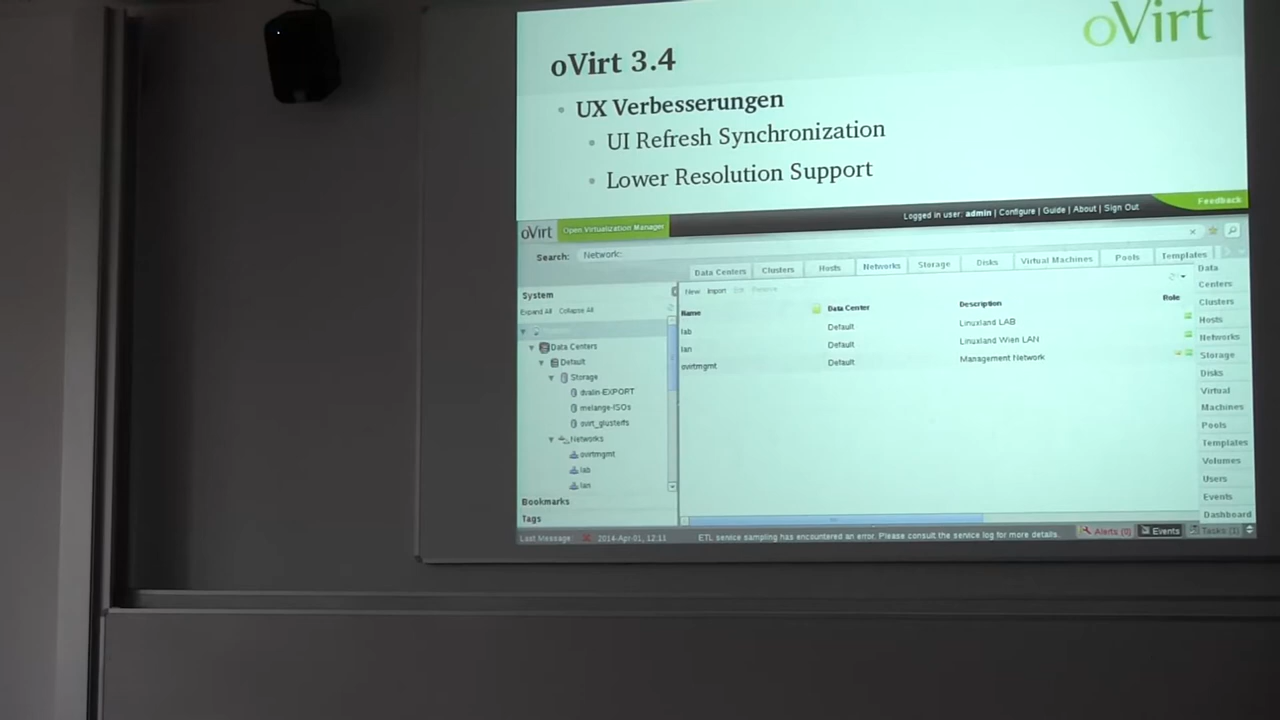 oVirt
oVirt 3.4
UX Verbesserungen
UI Refresh Synchronization
Lower Resolution Support
Feedback
Logged in user: admin | Configure | Guide | About | Sign Out
oVirt Open Virtualization Manager
Search: Network:
Data Centers Clusters Hosts Networks Storage Disks Virtual Machines Pools Templates
System
Expand All Collapse All
Data Centers
Default
Storage
dvalin-EXPORT
melange-ISOs
ovirt_glusterfs
Networks
ovirtmgmt
lab
lan
Bookmarks
Tags
New Import Edit Remove
Name Data Center Description Role
lab Default Linuxland LAB
lan Default Linuxland Wien LAN
ovirtmgmt Default Management Network
Data
Centers
Clusters
Hosts
Networks
Storage
Disks
Virtual
Machines
Pools
Templates
Volumes
Users
Events
Dashboard
Last Message: 2014-Apr-01, 12:11 ETL service sampling has encountered an error. Please consult the service log for more details. Alerts (0) Events Tasks (1)